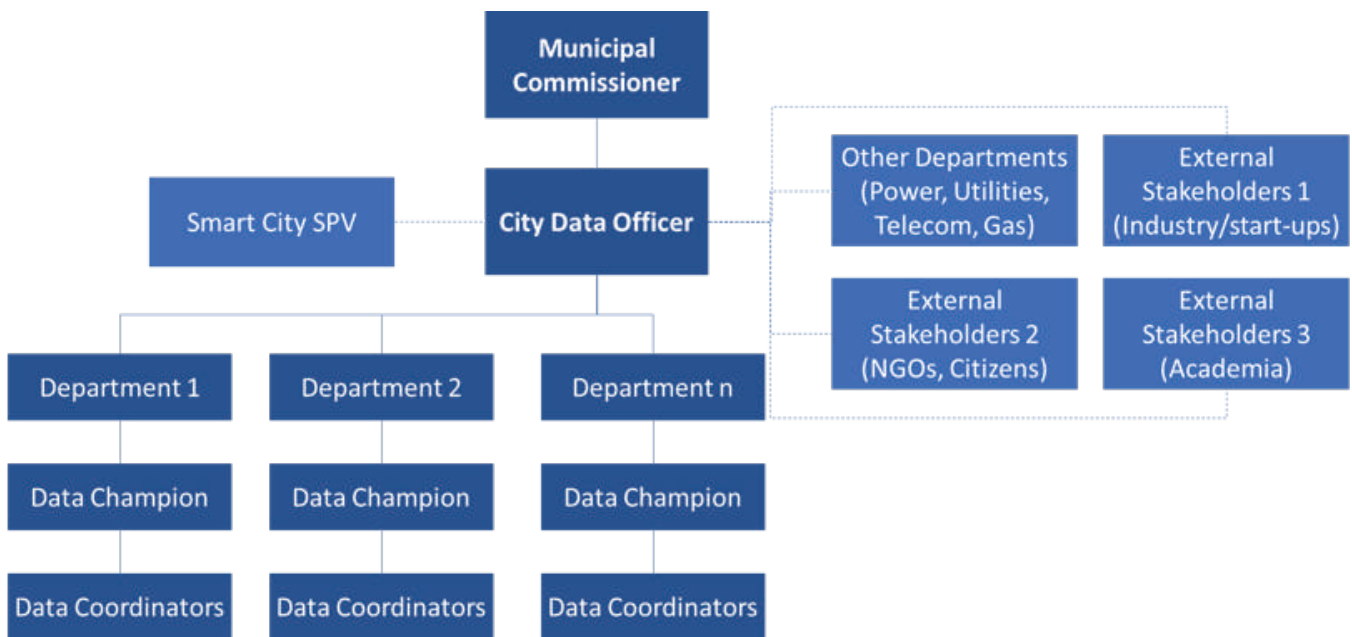 Municipal
Commissioner
Smart City SPV
City Data Officer
Other Departments
(Power, Utilities,
Telecom, Gas)
External
Stakeholders 1
(Industry/start-ups)
External
Stakeholders 2
(NGOs, Citizens)
External
Stakeholders 3
(Academia)
Department 1
Department 2
Department n
Data Champion
Data Champion
Data Champion
Data Coordinators
Data Coordinators
Data Coordinators